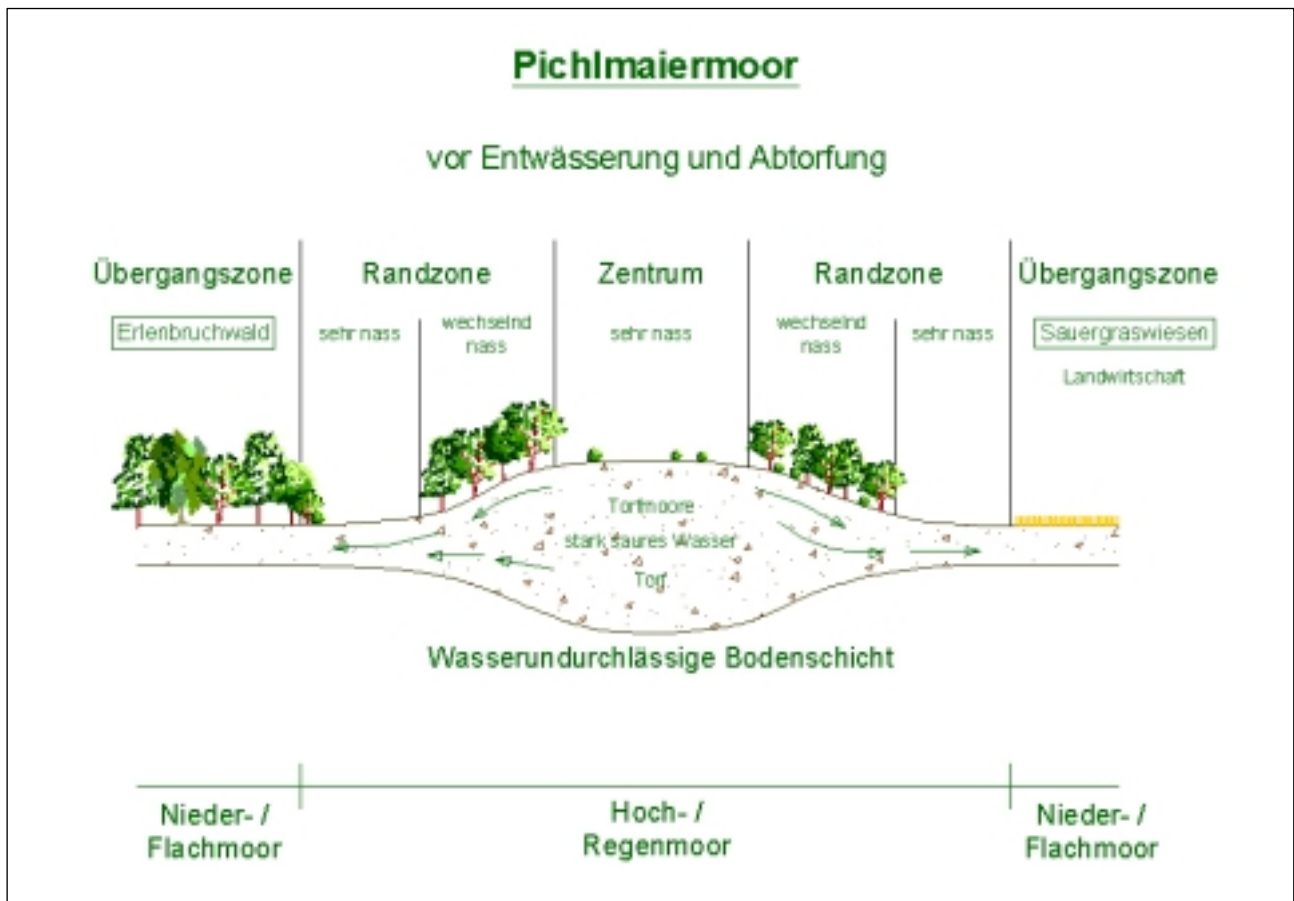 Pichlmaiermoor
vor Entwässerung und Abtorfung
Übergangszone
Randzone
Zentrum
Randzone
Übergangszone
Erlenbruchwald
sehr nass
wechselnd
nass
sehr nass
wechselnd
nass
sehr nass
Sauergraswiesen
Landwirtschaft
Torfmoore
stark saures Wasser
Torf
Wasserundurchlässige Bodenschicht
Nieder- /
Flachmoor
Hoch- /
Regenmoor
Nieder- /
Flachmoor